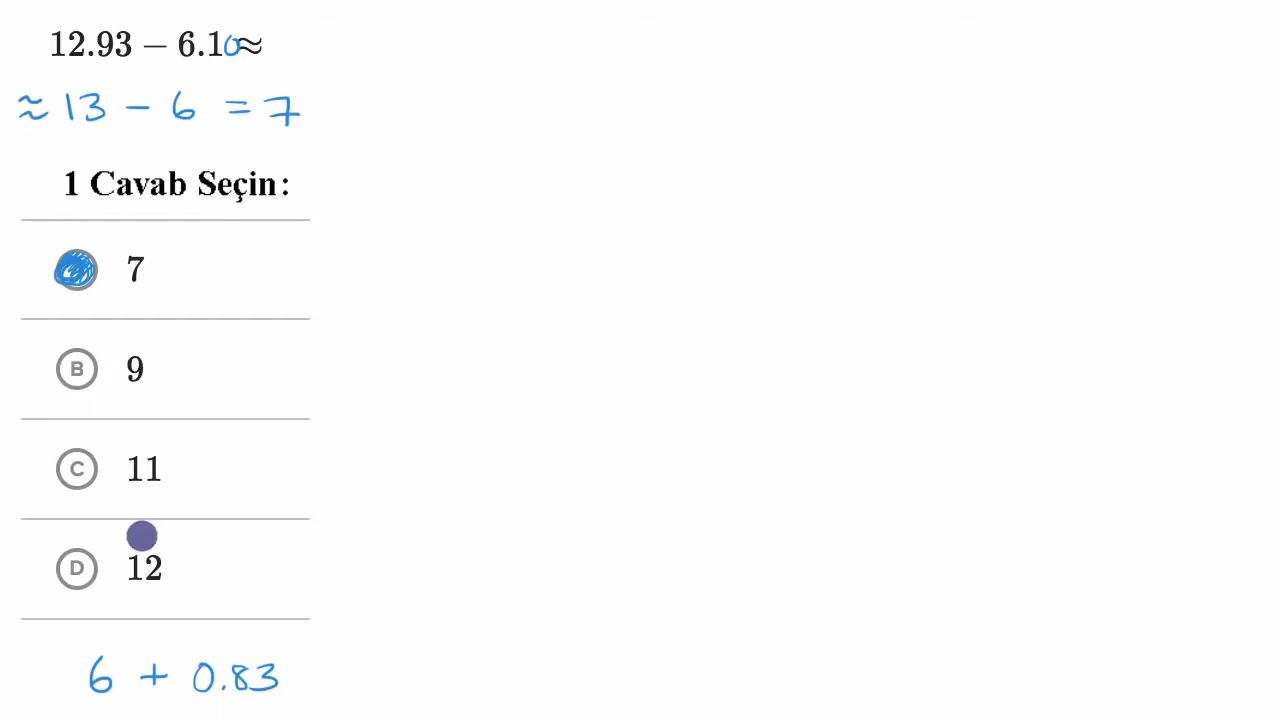 12.93 − 6.10≈
≈ 13 − 6 = 7
1 Cavab Seçin:
7
B 9
C 11
D 12
6 + 0.83